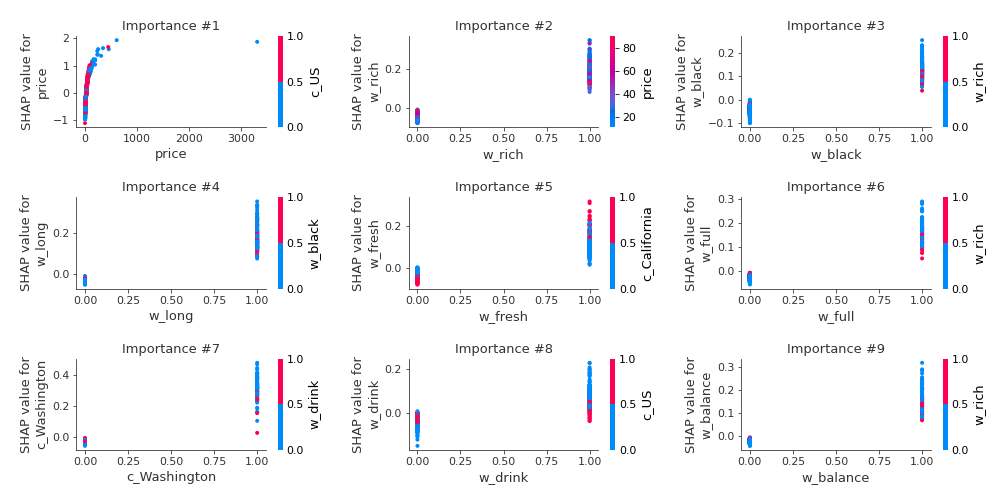 Importance #1
SHAP value for
price
2
1
0
−1
0
1000
2000
3000
price
1.0
0.5
0.0
c_US
Importance #2
SHAP value for
w_rich
0.2
0.0
0.00 0.25 0.50 0.75 1.00
w_rich
80
60
40
20
price
Importance #3
SHAP value for
w_black
0.2
0.1
0.0
−0.1
0.00 0.25 0.50 0.75 1.00
w_black
1.0
0.5
0.0
w_rich
Importance #4
SHAP value for
w_long
0.2
0.0
0.00 0.25 0.50 0.75 1.00
w_long
1.0
0.5
0.0
w_black
Importance #5
SHAP value for
w_fresh
0.2
0.0
0.00 0.25 0.50 0.75 1.00
w_fresh
1.0
0.5
0.0
c_California
Importance #6
SHAP value for
w_full
0.3
0.2
0.1
0.0
0.00 0.25 0.50 0.75 1.00
w_full
1.0
0.5
0.0
w_rich
Importance #7
SHAP value for
c_Washington
0.4
0.2
0.0
0.00 0.25 0.50 0.75 1.00
c_Washington
1.0
0.5
0.0
w_drink
Importance #8
SHAP value for
w_drink
0.2
0.0
0.00 0.25 0.50 0.75 1.00
w_drink
1.0
0.5
0.0
c_US
Importance #9
SHAP value for
w_balance
0.3
0.2
0.1
0.0
0.00 0.25 0.50 0.75 1.00
w_balance
1.0
0.5
0.0
w_rich